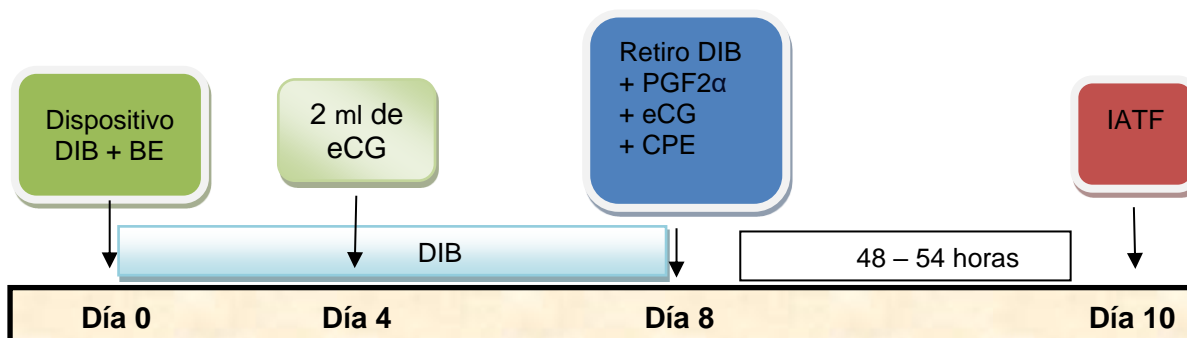 Dispositivo
DIB + BE
2 ml de
eCG
Retiro DIB
+ PGF2α
+ eCG
+ CPE
IATF
DIB
48 – 54 horas
Día 0
Día 4
Día 8
Día 10